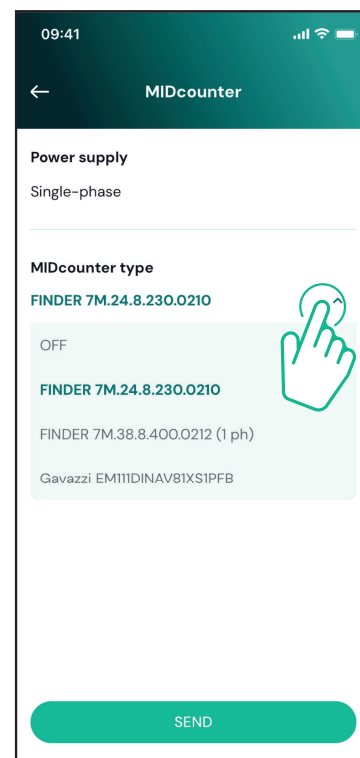 09:41
MIDcounter
Power supply
Single-phase
MIDcounter type
FINDER 7M.24.8.230.0210
OFF
FINDER 7M.24.8.230.0210
FINDER 7M.38.8.400.0212 (1 ph)
Gavazzi EM111DINAV81XS1PFB
SEND